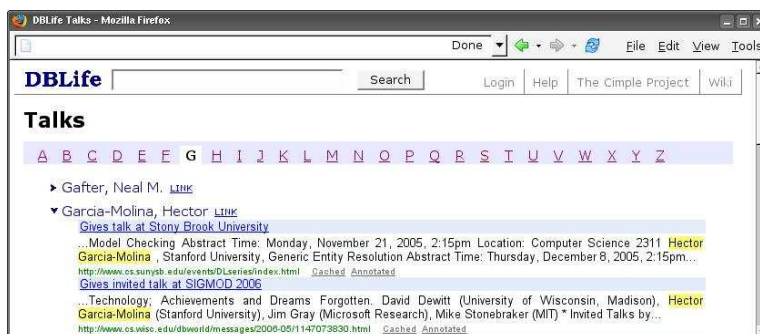 DBLife Talks - Mozilla Firefox
Done File Edit View Tools
DBLife Search Login Help The Cimple Project Wiki
Talks
A B C D E F G H I J K L M N O P Q R S T U V W X Y Z
Gafter, Neal M. LINK
Garcia-Molina, Hector LINK
Gives talk at Stony Brook University
...Model Checking Abstract Time: Monday, November 21, 2005, 2:15pm Location: Computer Science 2311 Hector
Garcia-Molina , Stanford University, Generic Entity Resolution Abstract Time: Thursday, December 8, 2005, 2:15pm...
http://www.cs.sunysb.edu/events/DLseries/index.html Cached Annotated
Gives invited talk at SIGMOD 2006
...Technology; Achievements and Dreams Forgotten. David Dewitt (University of Wisconsin, Madison), Hector
Garcia-Molina (Stanford University), Jim Gray (Microsoft Research), Mike Stonebraker (MIT) * Invited Talks by...
http://www.cs.wisc.edu/dbworld/messages/2006-05/1147073830.html Cached Annotated